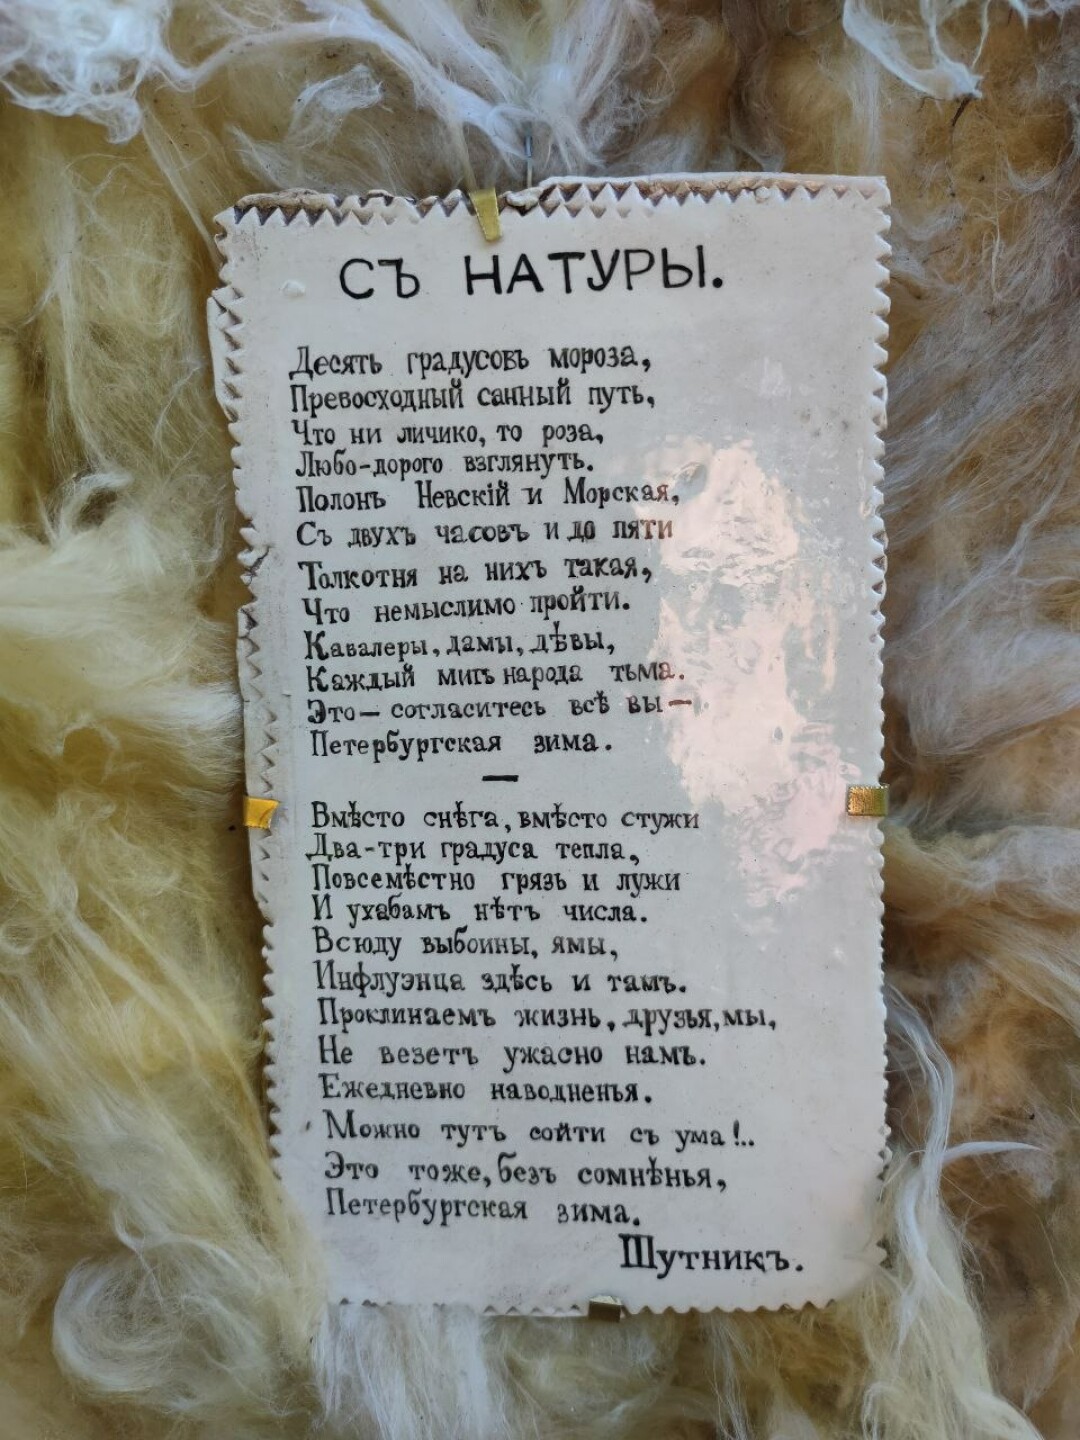 СЪ НАТУРЫ.
Десять градусовъ мороза,
Превосходный санный путь,
Что ни личико, то роза,
Любо-дорого взглянуть.
Полонъ Невскій и Морская,
Съ двухъ часовъ и до пяти
Толкотня на нихъ такая,
Что немыслимо пройти.
Кавалеры, дамы, дѣвы,
Каждый мигъ народа тьма.
Это — согласитесь всѣ вы —
Петербургская зима.
—
Вмѣсто снѣга, вмѣсто стужи
Два-три градуса тепла,
Повсемѣстно грязь и лужи
И ухабамъ нѣтъ числа.
Всюду выбоины, ямы,
Инфлуэнца здѣсь и тамъ.
Проклинаемъ жизнь, друзья, мы,
Не везетъ ужасно намъ.
Ежедневно наводненья.
Можно тутъ сойти съ ума!..
Это тоже, безъ сомнѣнья,
Петербургская зима.
Шутникъ.